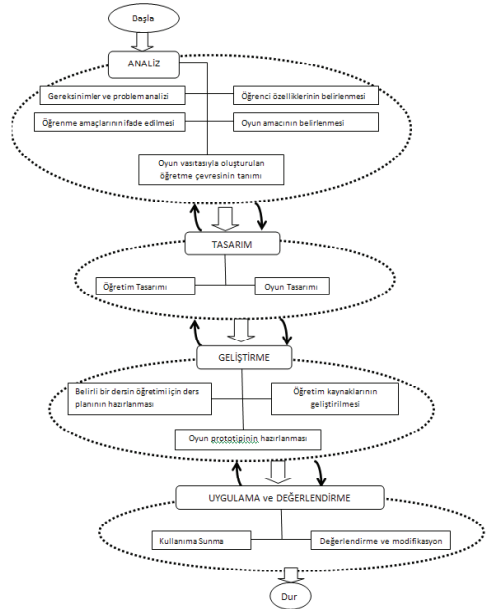 Daşla
ANALİZ
Gereksinimler ve problem analizi
Öğrenci özelliklerinin belirlenmesi
Öğrenme amaçlarının ifade edilmesi
Oyun amacının belirlenmesi
Oyun vasıtasıyla oluşturulan
öğretme çevresinin tanımı
TASARIM
Öğretim Tasarımı
Oyun Tasarımı
GELİŞTİRME
Belirli bir dersin öğretimi için ders
planının hazırlanması
Öğretim kaynaklarının
geliştirilmesi
Oyun prototipinin hazırlanması
UYGULAMA ve DEĞERLENDİRME
Kullanıma Sunma
Değerlendirme ve modifikasyon
Dur